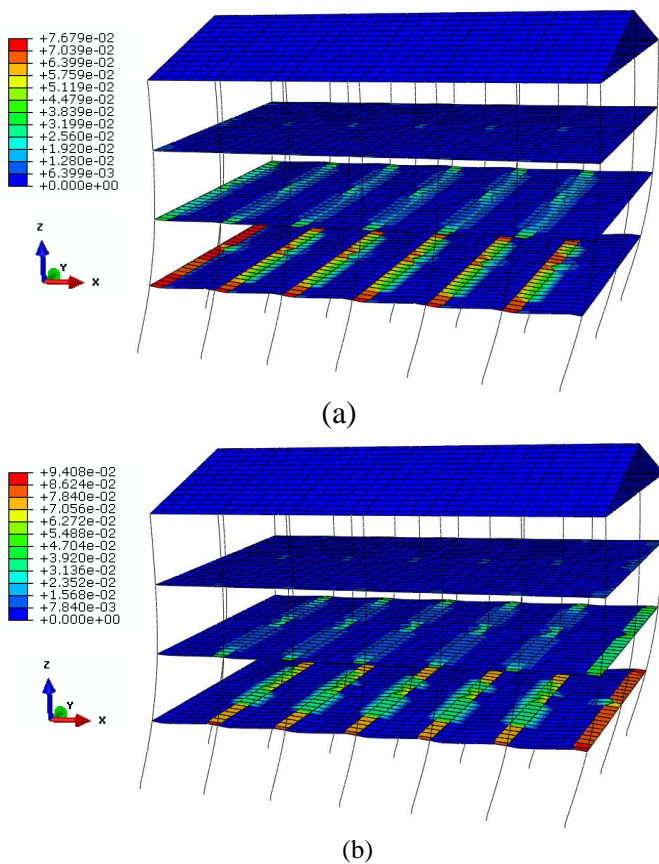 +7.679e-02
+7.039e-02
+6.399e-02
+5.759e-02
+5.119e-02
+4.479e-02
+3.839e-02
+3.199e-02
+2.560e-02
+1.920e-02
+1.280e-02
+6.399e-03
+0.000e+00
Z
Y
X
(a)
+9.408e-02
+8.624e-02
+7.840e-02
+7.056e-02
+6.272e-02
+5.488e-02
+4.704e-02
+3.920e-02
+3.136e-02
+2.352e-02
+1.568e-02
+7.840e-03
+0.000e+00
Z
Y
X
(b)